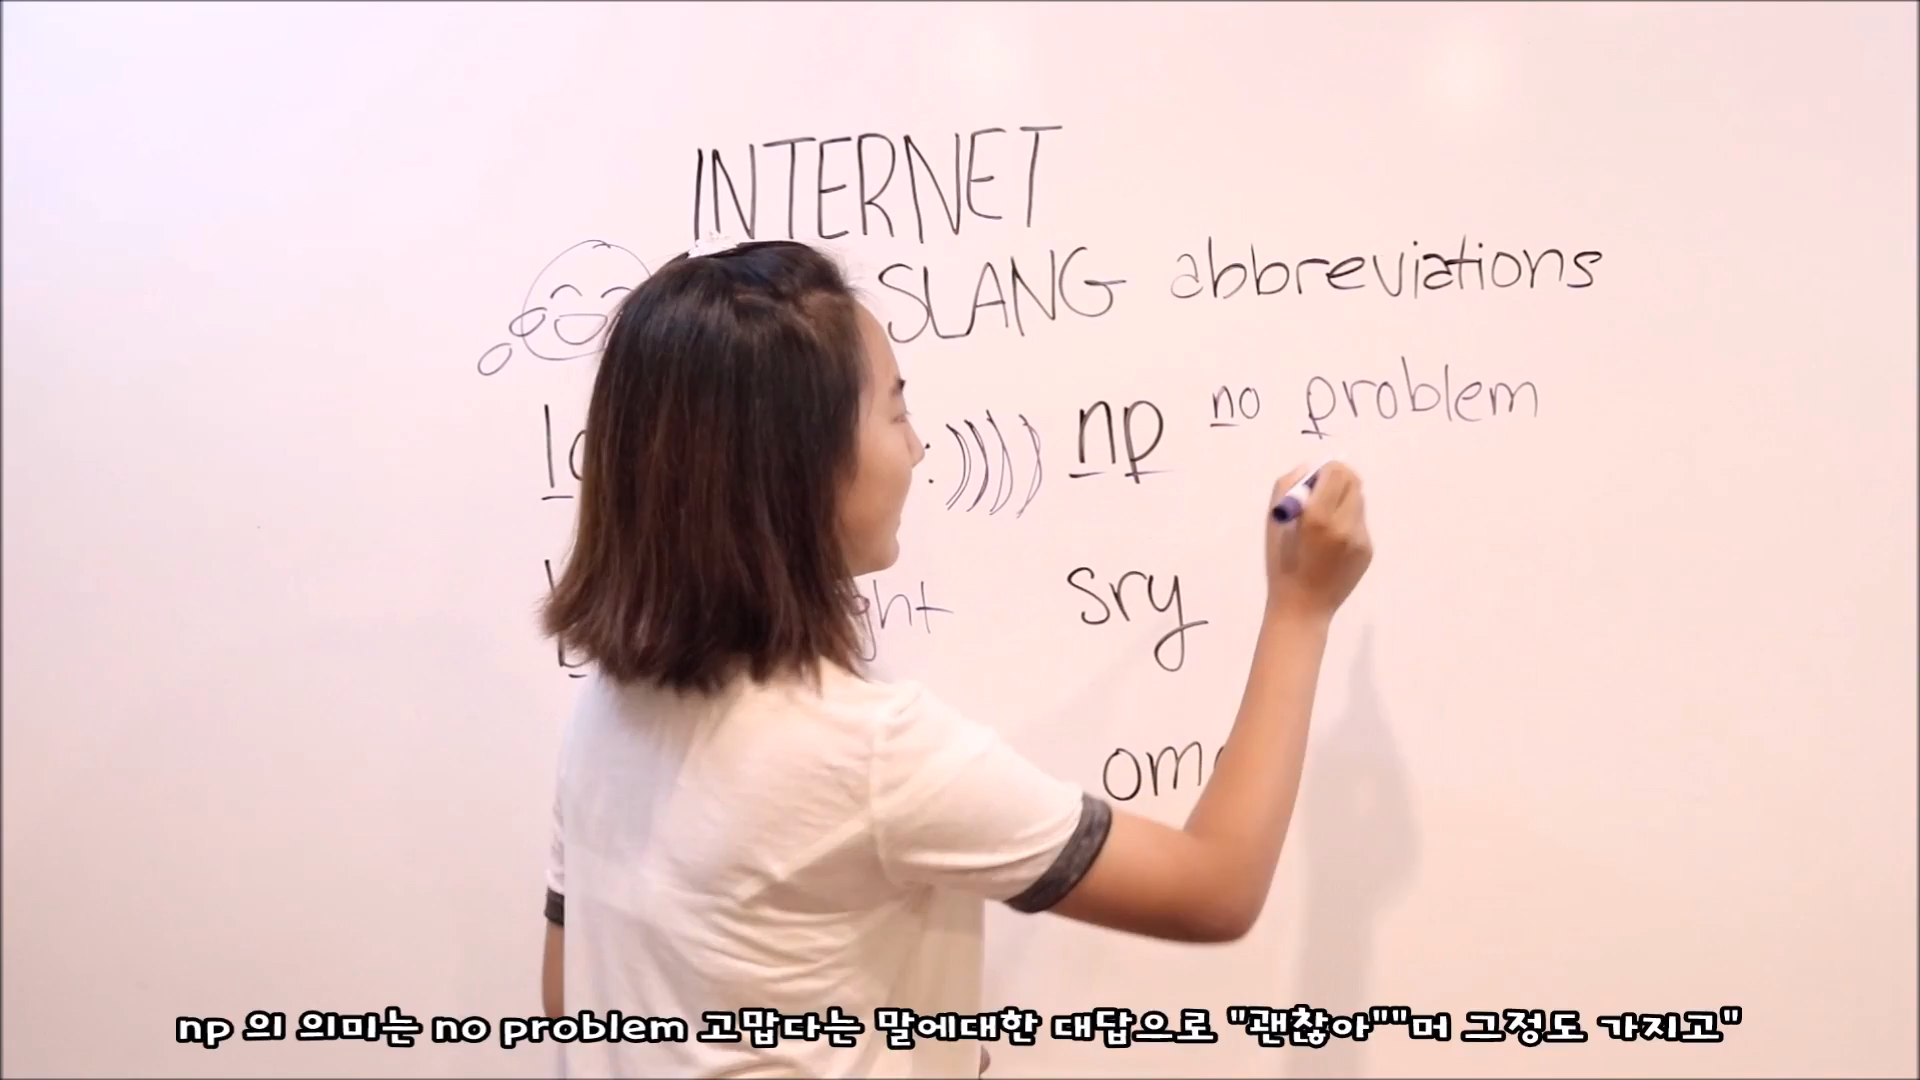 INTERNET
SLANG abbreviations
:)))) np no problem
sry
np 의 의미는 no problem 고맙다는 말에대한 대답으로 "괜찮아""머 그정도 가지고"